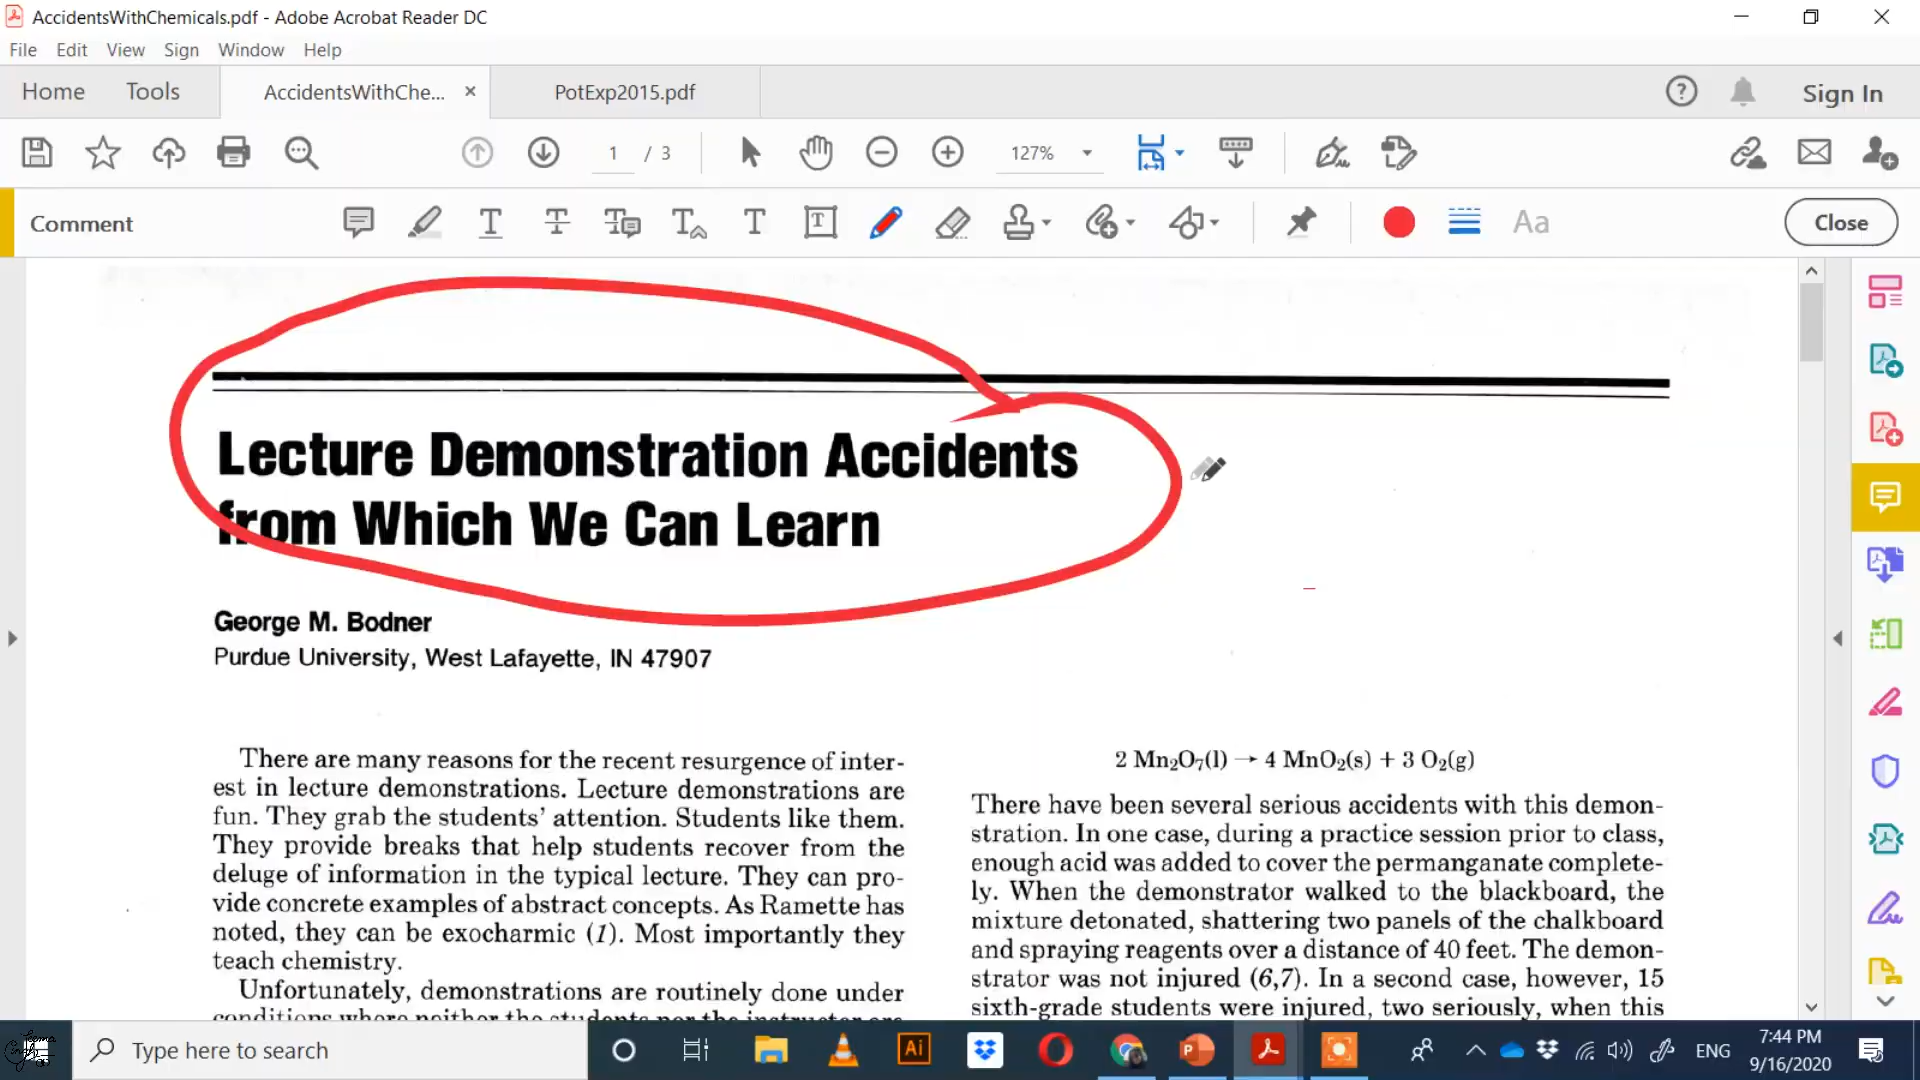 AccidentsWithChemicals.pdf - Adobe Acrobat Reader DC
File Edit View Sign Window Help
Home Tools AccidentsWithChe... × PotExp2015.pdf Sign In
1 / 3 127%
Comment Aa Close
Lecture Demonstration Accidents
from Which We Can Learn
George M. Bodner
Purdue University, West Lafayette, IN 47907
There are many reasons for the recent resurgence of inter-
est in lecture demonstrations. Lecture demonstrations are
fun. They grab the students' attention. Students like them.
They provide breaks that help students recover from the
deluge of information in the typical lecture. They can pro-
vide concrete examples of abstract concepts. As Ramette has
noted, they can be exocharmic (1). Most importantly they
teach chemistry.
Unfortunately, demonstrations are routinely done under
conditions where neither the students nor the instructor are
2 Mn₂O₇(l) → 4 MnO₂(s) + 3 O₂(g)
There have been several serious accidents with this demon-
stration. In one case, during a practice session prior to class,
enough acid was added to cover the permanganate complete-
ly. When the demonstrator walked to the blackboard, the
mixture detonated, shattering two panels of the chalkboard
and spraying reagents over a distance of 40 feet. The demon-
strator was not injured (6,7). In a second case, however, 15
sixth-grade students were injured, two seriously, when this
Type here to search
Ai
ENG
7:44 PM
9/16/2020